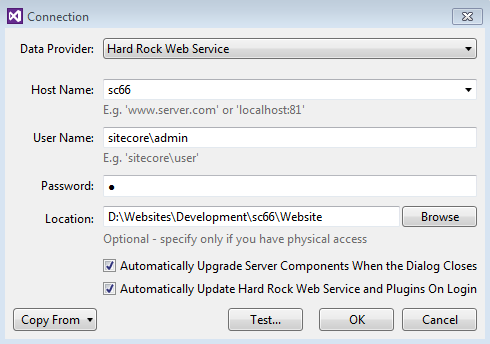 Connection
Data Provider: Hard Rock Web Service
Host Name: sc66
E.g. 'www.server.com' or 'localhost:81'
User Name: sitecore\admin
E.g. 'sitecore\user'
Password: ●
Location: D:\Websites\Development\sc66\Website Browse
Optional - specify only if you have physical access
Automatically Upgrade Server Components When the Dialog Closes
Automatically Update Hard Rock Web Service and Plugins On Login
Copy From Test... OK Cancel